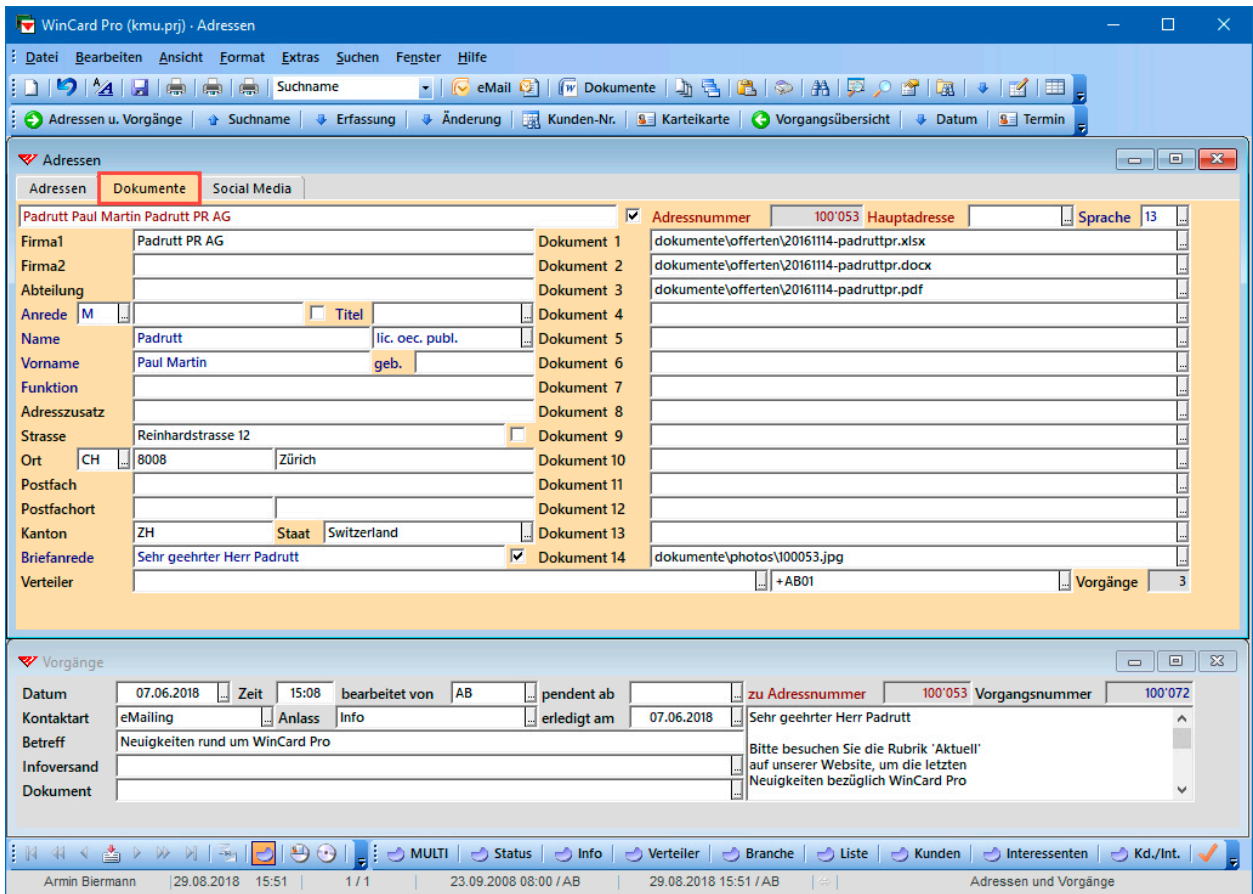 WinCard Pro (kmu.prj) - Adressen
Datei Bearbeiten Ansicht Format Extras Suchen Fenster Hilfe
Suchname eMail Dokumente
Adressen u. Vorgänge Suchname Erfassung Änderung Kunden-Nr. Karteikarte Vorgangsübersicht Datum Termin
Adressen
Adressen Dokumente Social Media
Padrutt Paul Martin Padrutt PR AG Adressnummer 100'053 Hauptadresse Sprache 13
Firma1 Padrutt PR AG Dokument 1 dokumente\offerten\20161114-padruttpr.xlsx
Firma2 Dokument 2 dokumente\offerten\20161114-padruttpr.docx
Abteilung Dokument 3 dokumente\offerten\20161114-padruttpr.pdf
Anrede M Titel Dokument 4
Name Padrutt lic. oec. publ. Dokument 5
Vorname Paul Martin geb. Dokument 6
Funktion Dokument 7
Adresszusatz Dokument 8
Strasse Reinhardstrasse 12 Dokument 9
Ort CH 8008 Zürich Dokument 10
Postfach Dokument 11
Postfachort Dokument 12
Kanton ZH Staat Switzerland Dokument 13
Briefanrede Sehr geehrter Herr Padrutt Dokument 14 dokumente\photos\100053.jpg
Verteiler +AB01 Vorgänge 3
Vorgänge
Datum 07.06.2018 Zeit 15:08 bearbeitet von AB pendent ab zu Adressnummer 100'053 Vorgangsnummer 100'072
Kontaktart eMailing Anlass Info erledigt am 07.06.2018 Sehr geehrter Herr Padrutt
Betreff Neuigkeiten rund um WinCard Pro Bitte besuchen Sie die Rubrik 'Aktuell'
Infoversand auf unserer Website, um die letzten
Dokument Neuigkeiten bezüglich WinCard Pro
MULTI Status Info Verteiler Branche Liste Kunden Interessenten Kd./Int.
Armin Biermann 29.08.2018 15:51 1 / 1 23.09.2008 08:00 / AB 29.08.2018 15:51 / AB Adressen und Vorgänge